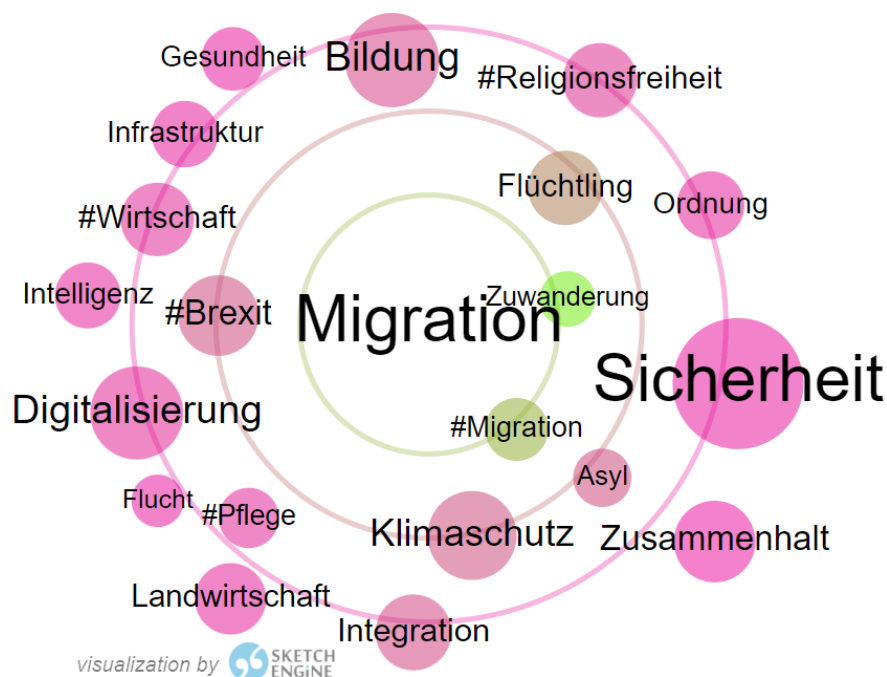 Gesundheit
Bildung
#Religionsfreiheit
Infrastruktur
Flüchtling
Ordnung
#Wirtschaft
Intelligenz
Zuwanderung
#Brexit
Migration
Sicherheit
Digitalisierung
#Migration
Asyl
Flucht
#Pflege
Klimaschutz
Zusammenhalt
Landwirtschaft
Integration
visualization by SKETCH
ENGINE